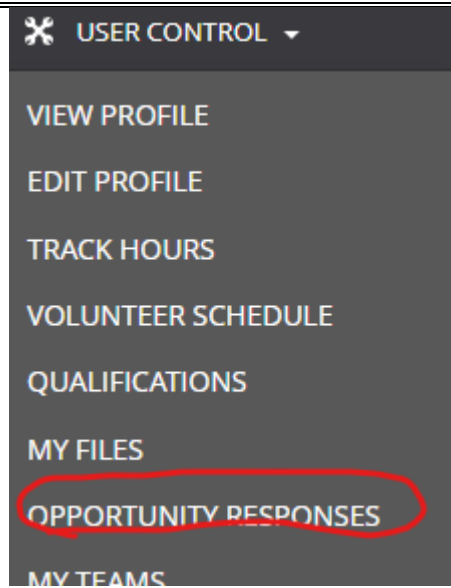 USER CONTROL
VIEW PROFILE
EDIT PROFILE
TRACK HOURS
VOLUNTEER SCHEDULE
QUALIFICATIONS
MY FILES
OPPORTUNITY RESPONSES
MY TEAMS